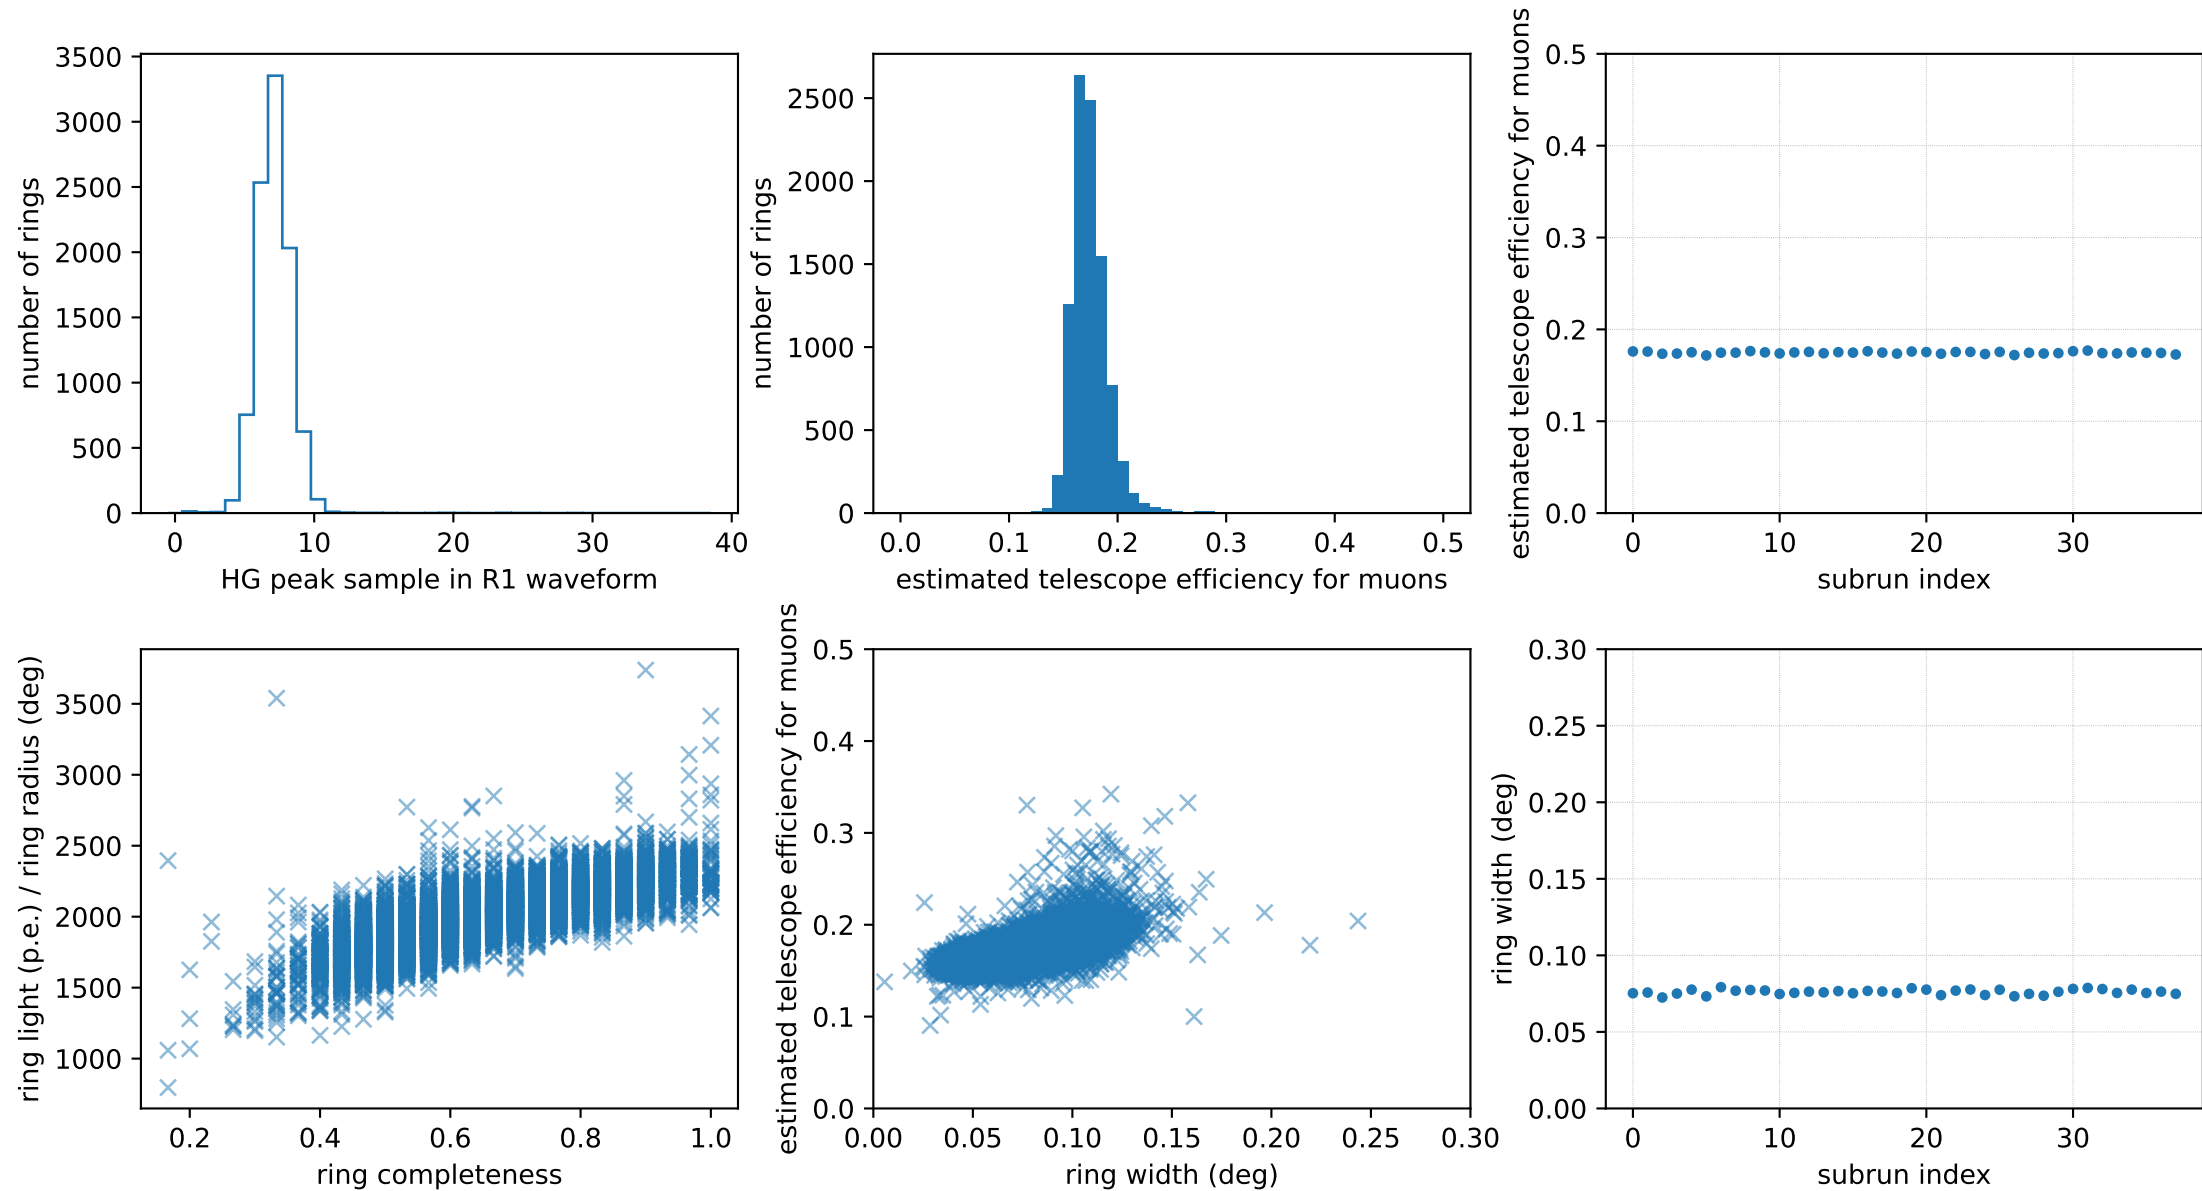 3500
3000
2500
2000
1500
1000
500
0
number of rings
0 10 20 30 40
HG peak sample in R1 waveform
2500
2000
1500
1000
500
0
number of rings
0.0 0.1 0.2 0.3 0.4 0.5
estimated telescope efficiency for muons
0.5
0.4
0.3
0.2
0.1
0.0
estimated telescope efficiency for muons
0 10 20 30
subrun index
3500
3000
2500
2000
1500
1000
ring light (p.e.) / ring radius (deg)
0.2 0.4 0.6 0.8 1.0
ring completeness
0.5
0.4
0.3
0.2
0.1
0.0
estimated telescope efficiency for muons
0.00 0.05 0.10 0.15 0.20 0.25 0.30
ring width (deg)
0.30
0.25
0.20
0.15
0.10
0.05
0.00
ring width (deg)
0 10 20 30
subrun index